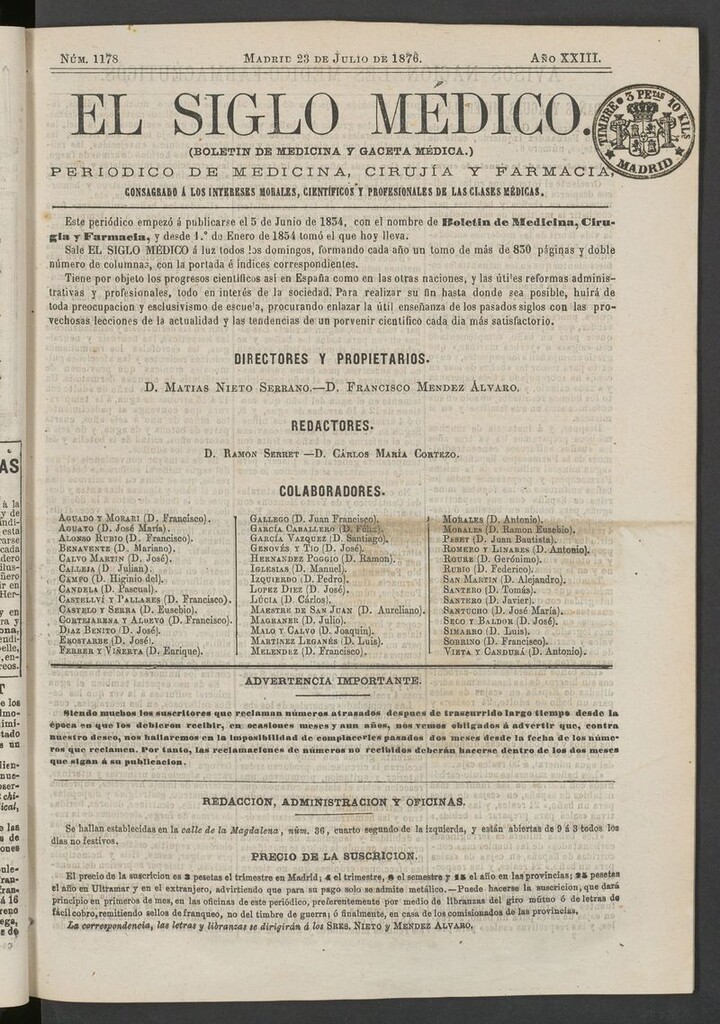 Núm. 1178
Madrid 23 de Julio de 1876.
Año XXIII.
EL SIGLO MÉDICO.
TIMBRE 3 PETAS 10 KILS
MADRID
(BOLETIN DE MEDICINA Y GACETA MÉDICA.)
PERIODICO DE MEDICINA, CIRUJÍA Y FARMACIA,
CONSAGRADO Á LOS INTERESES MORALES, CIENTÍFICOS Y PROFESIONALES DE LAS CLASES MÉDICAS.
Este periódico empezó á publicarse el 5 de Junio de 1834, con el nombre de Boletin de Medicina, Ciru-
gía y Farmacia, y desde 1.º de Enero de 1854 tomó el que hoy lleva.
Sale EL SIGLO MÉDICO á luz todos los domingos, formando cada año un tomo de más de 830 páginas y doble
número de columnas, con la portada é índices correspondientes.
Tiene por objeto los progresos científicos así en España como en las otras naciones, y las útiles reformas adminis-
trativas y profesionales, todo en interés de la sociedad. Para realizar su fin hasta donde sea posible, huirá de
toda preocupacion y esclusivismo de escuela, procurando enlazar la útil enseñanza de los pasados siglos con las pro-
vechosas lecciones de la actualidad y las tendencias de un porvenir científico cada dia más satisfactorio.
DIRECTORES Y PROPIETARIOS.
D. Matias Nieto Serrano.—D. Francisco Mendez Álvaro.
REDACTORES.
D. Ramon Serret —D. Cárlos María Cortezo.
COLABORADORES.
Aguado y Morari (D. Francisco).
Aguayo (D. José María).
Alonso Rubio (D. Francisco).
Benavente (D. Mariano).
Calvo Martin (D. José).
Calleja (D Julian).
Campo (D. Higinio del).
Candela (D. Pascual).
Castellví y Pallares (D. Francisco).
Castelo y Serra (D. Eusebio).
Cortejarena y Aldevo (D. Francisco).
Diaz Benito (D. José).
Erostarbe (D. José).
Ferrer y Viñerta (D. Enrique).
Gallego (D. Juan Francisco).
García Caballero (D. Félix).
García Vazquez (D. Santiago).
Genovés y Tio (D. José).
Hernandez Poggio (D. Ramon).
Iglesias (D. Manuel).
Izquierdo (D. Pedro).
Lopez Diez (D. José).
Lúcia (D. Cárlos).
Maestre de San Juan (D. Aureliano).
Magraner (D. Julio).
Malo y Calvo (D. Joaquin).
Martinez Leganés (D. Luis).
Melendez (D. Francisco).
Morales (D. Antonio).
Morales (D. Ramon Eusebio).
Peset (D. Juan Bautista).
Romero y Linares (D. Antonio).
Roure (D. Gerónimo).
Rubio (D. Federico).
San Martin (D. Alejandro).
Santero (D. Tomás).
Santero (D. Javier).
Santucho (D. José María).
Seco y Baldor (D. José).
Simarro (D. Luis).
Sobrino (D. Francisco).
Vieta y Candurá (D. Antonio).
ADVERTENCIA IMPORTANTE.
Siendo muchos los suscritores que reclaman números atrasados despues de trascurrido largo tiempo desde la
época en que los debieron recibir, en ocasiones meses y aun años, nos vemos obligados á advertir que, contra
nuestro deseo, nos hallaremos en la imposibilidad de complacerles pasados dos meses desde la fecha de los núme-
ros que reclamen. Por tanto, las reclamaciones de números no recibidos deberán hacerse dentro de los dos meses
que sigan á su publicacion.
REDACCION, ADMINISTRACION Y OFICINAS.
Se hallan establecidas en la calle de la Magdalena, núm. 36, cuarto segundo de la izquierda, y están abiertas de 9 á 3 todos los
dias no festivos.
PRECIO DE LA SUSCRICION.
El precio de la suscricion es 3 pesetas el trimestre en Madrid; 4 el trimestre, 8 el semestre y 15 el año en las provincias; 25 pesetas
el año en Ultramar y en el extranjero, advirtiendo que para su pago solo se admite metálico.—Puede hacerse la suscricion, que dará
principio en primeros de mes, en las oficinas de este periódico, preferentemente por medio de libranzas del giro mútuo ó de letras de
fácil cobro, remitiendo sellos de franqueo, no del timbre de guerra; ó finalmente, en casa de los comisionados de las provincias.
La correspondencia, las letras y libranzas se dirigirán á los Sres. Nieto y Mendez Alvaro.